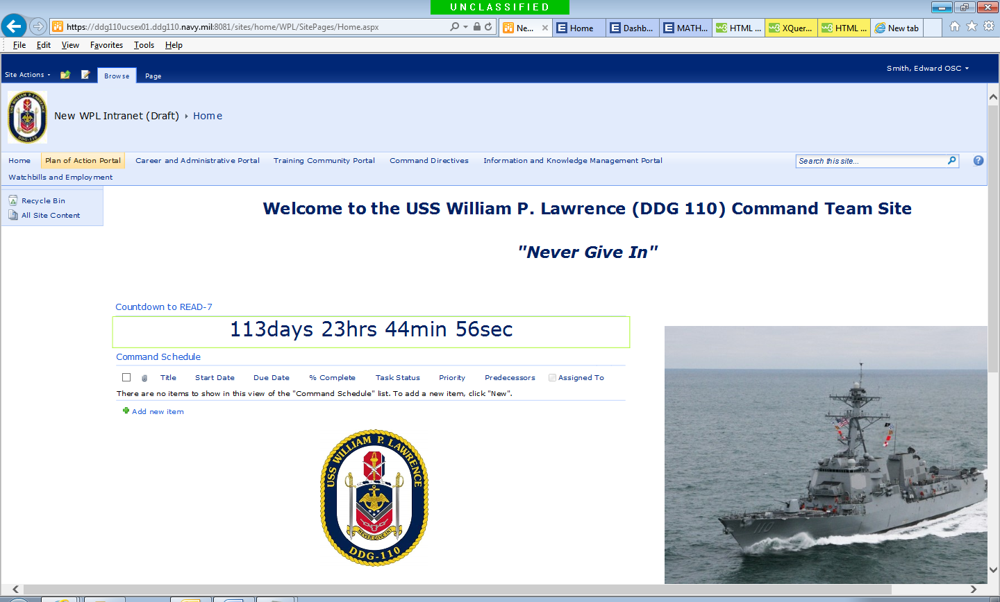 UNCLASSIFIED
https://ddg110ucsex01.ddg110.navy.mil:8081/sites/home/WPL/SitePages/Home.aspx
Ne...
Home
Dashb...
MATH...
HTML ...
XQuer...
HTML ...
New tab
File Edit View Favorites Tools Help
Site Actions
Browse
Page
Smith, Edward OSC
USS WILLIAM P. LAWRENCE
DDG-110
New WPL Intranet (Draft) Home
Home Plan of Action Portal Career and Administrative Portal Training Community Portal Command Directives Information and Knowledge Management Portal
Search this site...
Watchbills and Employment
Recycle Bin
All Site Content
Welcome to the USS William P. Lawrence (DDG 110) Command Team Site
"Never Give In"
Countdown to READ-7
113days 23hrs 44min 56sec
Command Schedule
Title Start Date Due Date % Complete Task Status Priority Predecessors Assigned To
There are no items to show in this view of the "Command Schedule" list. To add a new item, click "New".
Add new item
USS WILLIAM P. LAWRENCE
NEVER GIVE IN!
DDG-110
110